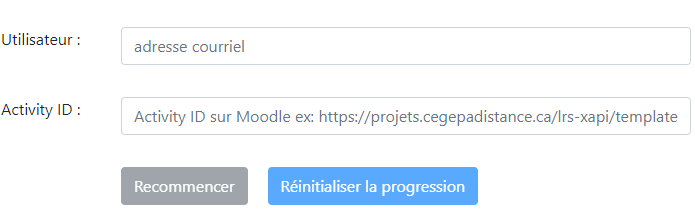 Utilisateur :
adresse courriel
Activity ID :
Activity ID sur Moodle ex: https://projets.cegepadistance.ca/lrs-xapi/template
Recommencer
Réinitialiser la progression